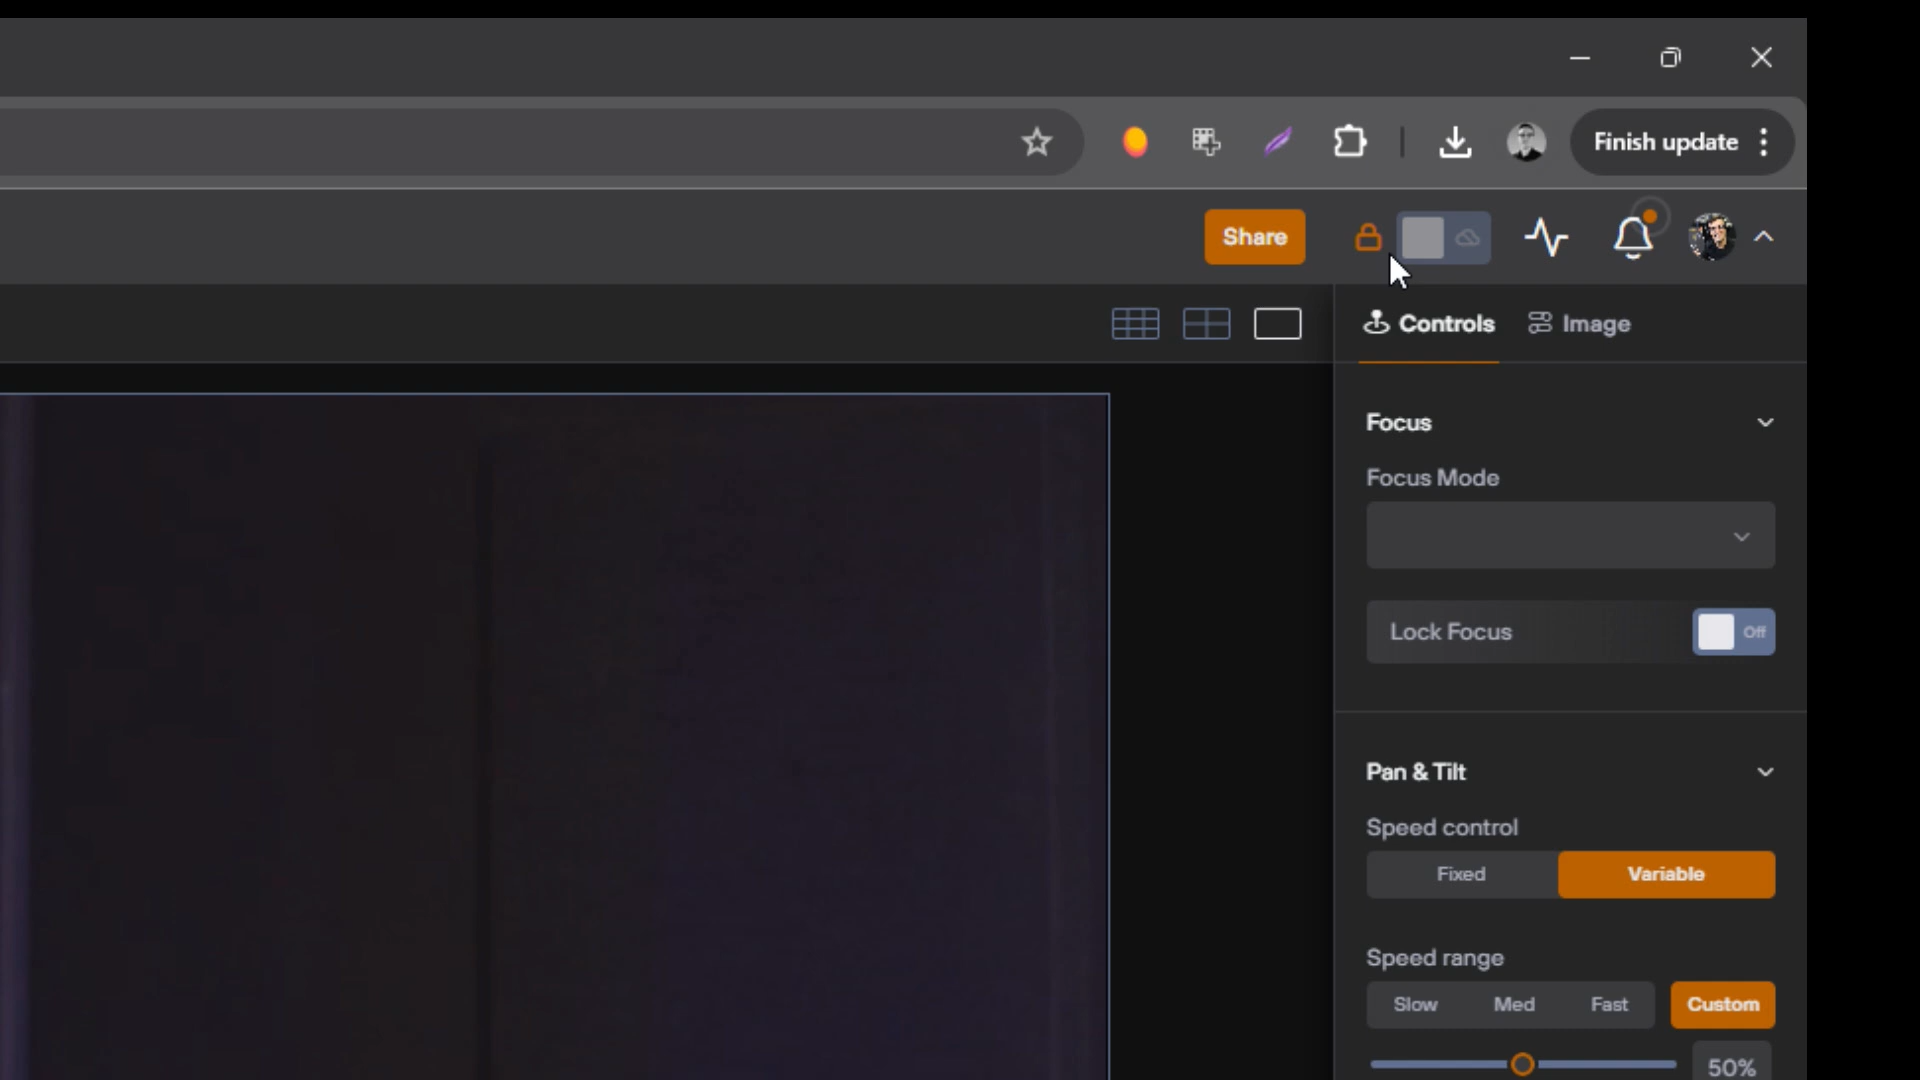 Finish update
Share
Controls Image
Focus
Focus Mode
Lock Focus Off
Pan & Tilt
Speed control
Fixed Variable
Speed range
Slow Med Fast Custom
50%